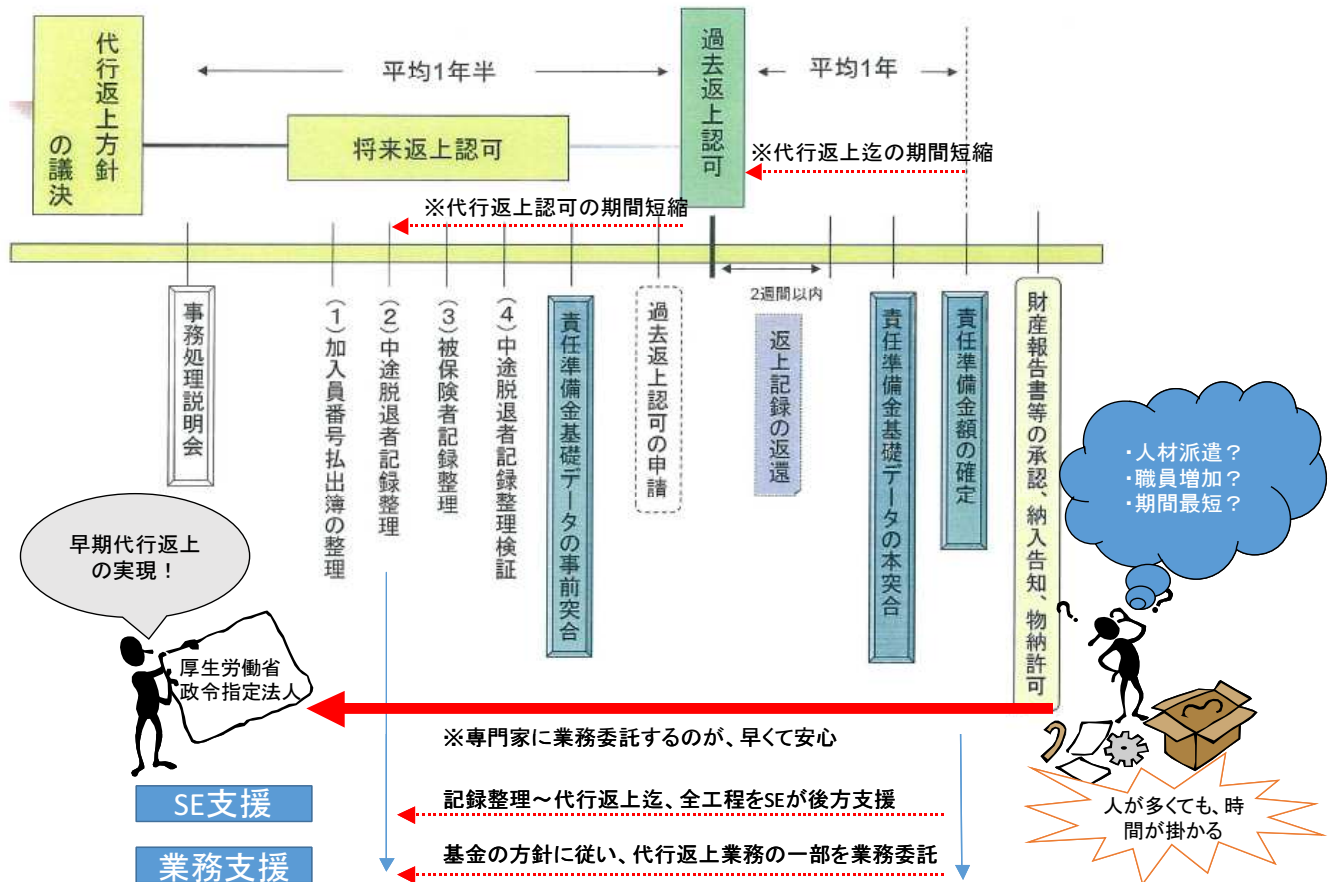 代行返上方針
の議決
平均1年半
過去返上認可
平均1年
将来返上認可
※代行返上迄の期間短縮
※代行返上認可の期間短縮
事務処理説明会
(1)加入員番号払出簿の整理
(2)中途脱退者記録整理
(3)被保険者記録整理
(4)中途脱退者記録整理検証
責任準備金基礎データの事前突合
過去返上認可の申請
2週間以内
返上記録の返還
責任準備金基礎データの本突合
責任準備金額の確定
財産報告書等の承認、納入告知、物納許可
・人材派遣?
・職員増加?
・期間最短?
早期代行返上
の実現!
厚生労働省
政令指定法人
※専門家に業務委託するのが、早くて安心
SE支援
記録整理~代行返上迄、全工程をSEが後方支援
人が多くても、時
間が掛かる
業務支援
基金の方針に従い、代行返上業務の一部を業務委託